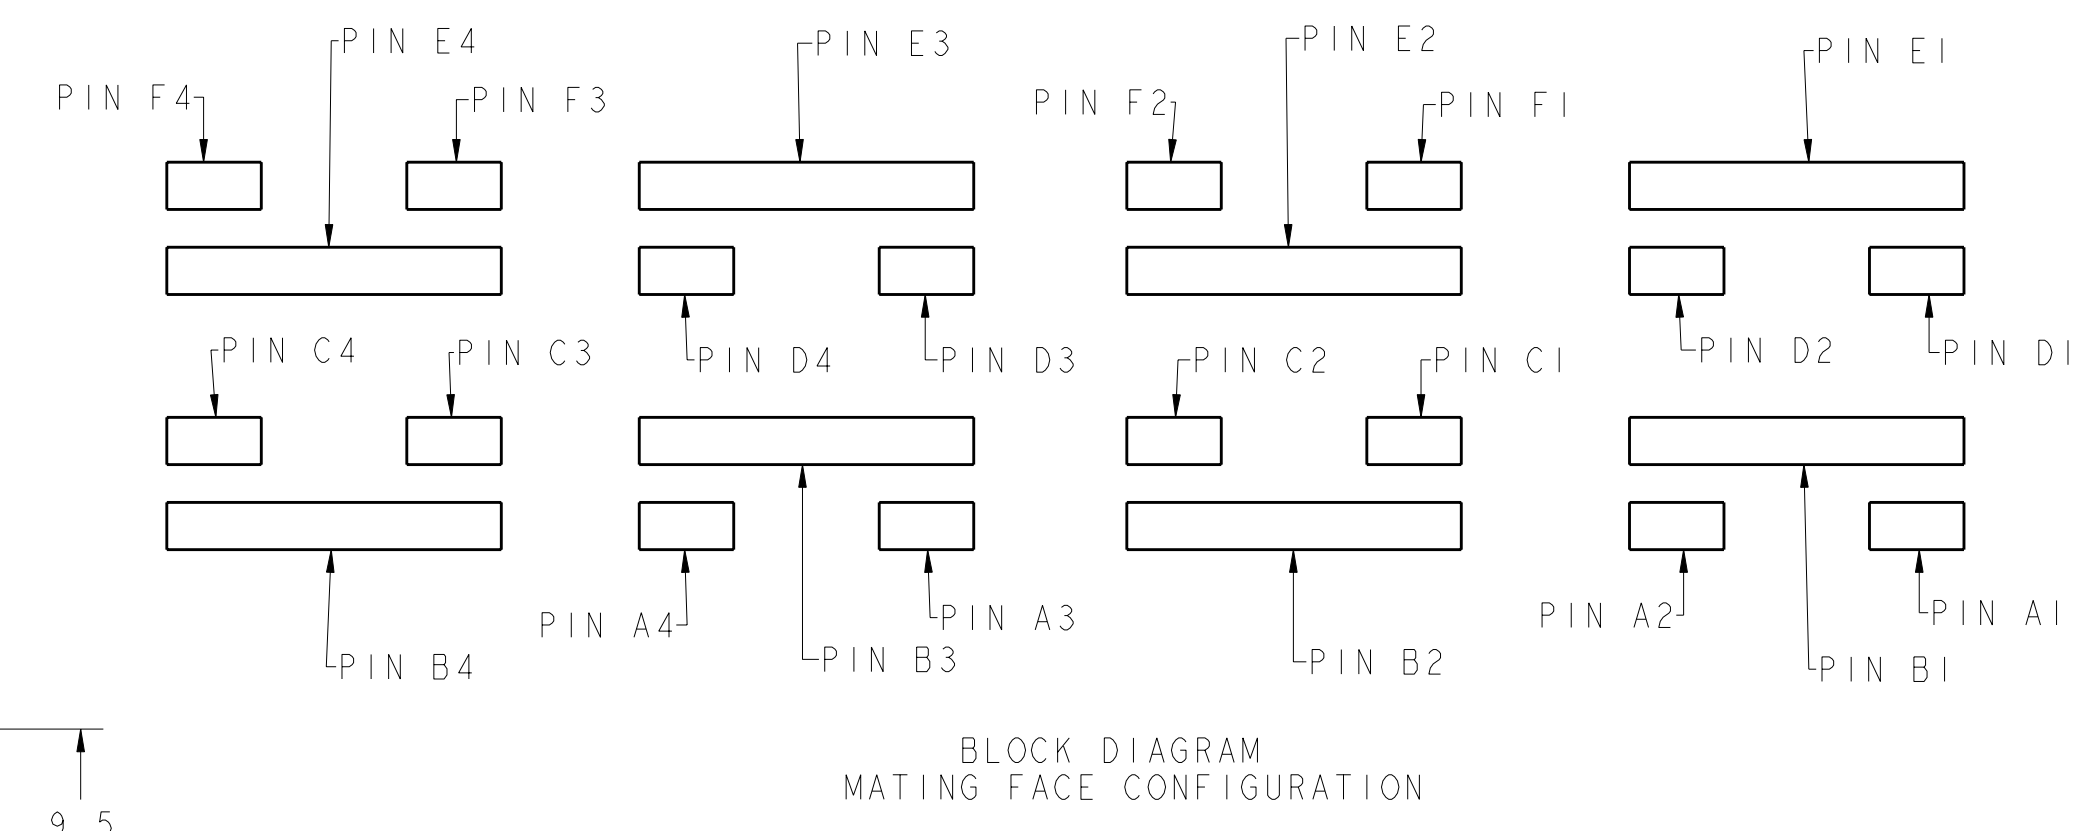 PIN E4
PIN E3
PIN E2
PIN E1
PIN F4
PIN F3
PIN F2
PIN F1
PIN C4
PIN C3
PIN D4
PIN D3
PIN C2
PIN C1
PIN D2
PIN D1
PIN A4
PIN A3
PIN A2
PIN A1
PIN B4
PIN B3
PIN B2
PIN B1
BLOCK DIAGRAM
MATING FACE CONFIGURATION
9 5